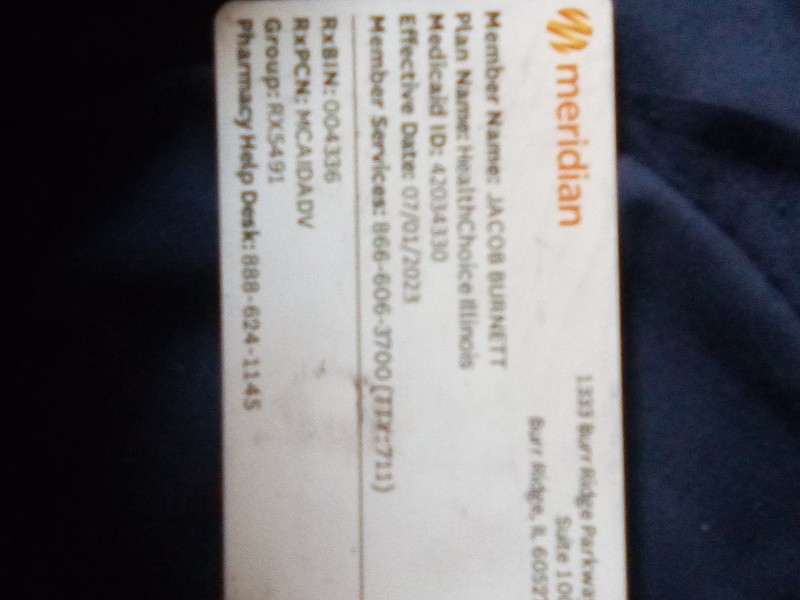 meridian
1333 Burr Ridge Parkway
Suite 100
Burr Ridge, IL 6052
Member Name: JACOB BURNETT
Plan Name: HealthChoice Illinois
Medicaid ID: 42034330
Effective Date: 07/01/2023
Member Services: 866-606-3700 (TTY:711)
RxBIN: 004336
RxPCN: MCAIDADV
Group: RX5491
Pharmacy Help Desk: 888-624-1145